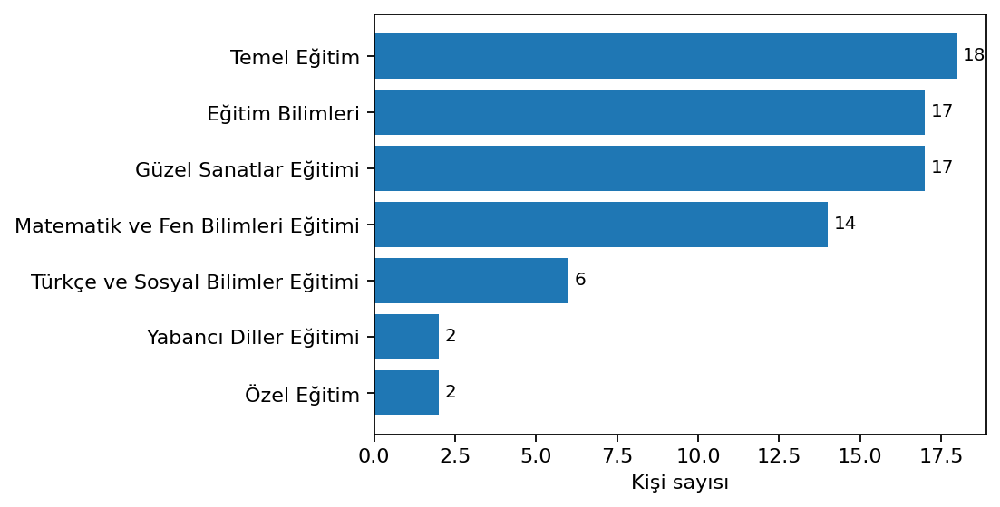 Temel Eğitim 18
Eğitim Bilimleri 17
Güzel Sanatlar Eğitimi 17
Matematik ve Fen Bilimleri Eğitimi 14
Türkçe ve Sosyal Bilimler Eğitimi 6
Yabancı Diller Eğitimi 2
Özel Eğitim 2
0.0 2.5 5.0 7.5 10.0 12.5 15.0 17.5
Kişi sayısı